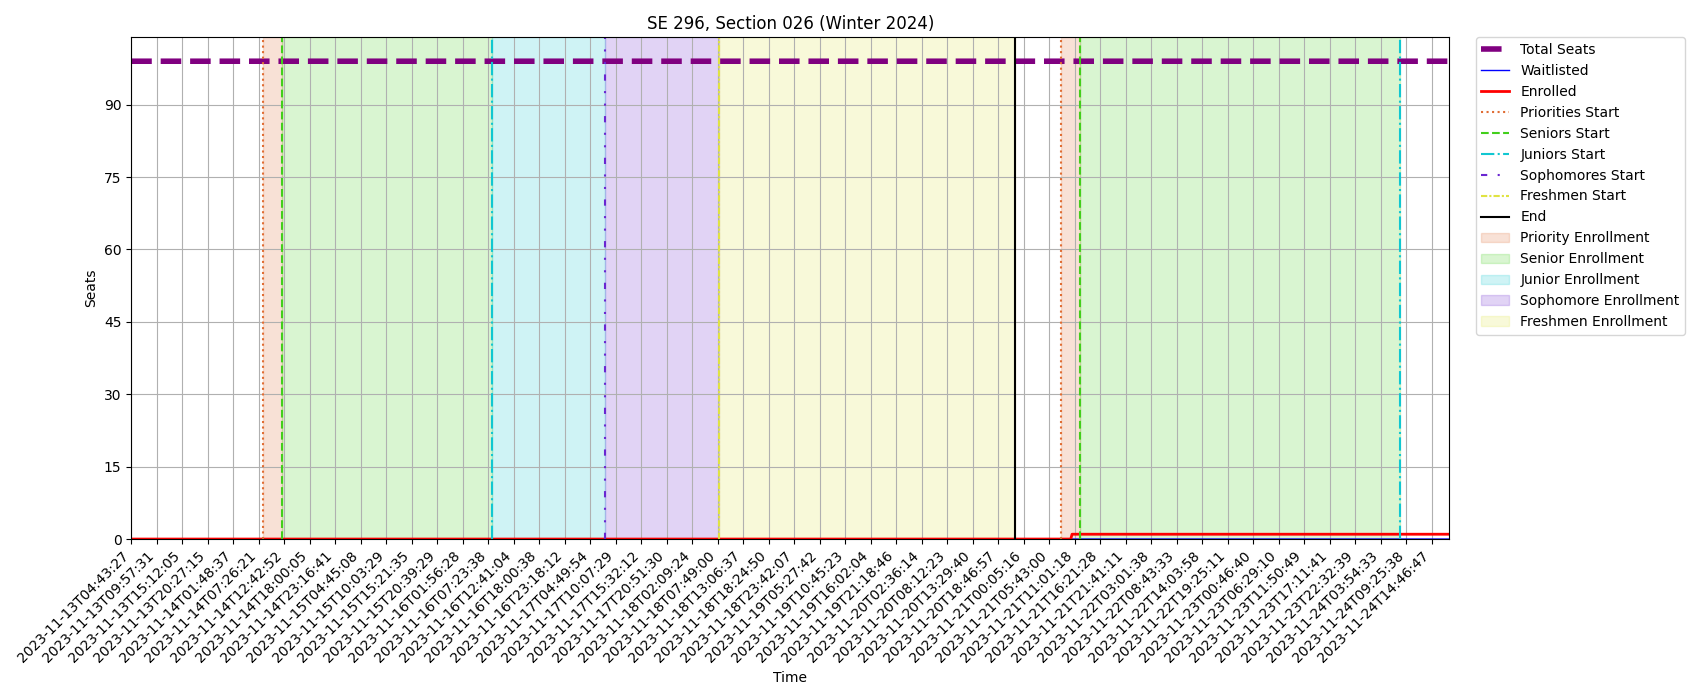 SE 296, Section 026 (Winter 2024)
Seats
90
75
60
45
30
15
0
2023-11-13T04:43:27
2023-11-13T09:57:31
2023-11-13T15:12:05
2023-11-13T20:27:15
2023-11-14T01:48:37
2023-11-14T07:26:21
2023-11-14T12:42:52
2023-11-14T18:00:05
2023-11-14T23:16:41
2023-11-15T04:45:08
2023-11-15T10:03:29
2023-11-15T15:21:35
2023-11-15T20:39:29
2023-11-16T01:56:28
2023-11-16T07:23:38
2023-11-16T12:41:04
2023-11-16T18:00:38
2023-11-16T23:18:12
2023-11-17T04:49:54
2023-11-17T10:07:29
2023-11-17T15:32:12
2023-11-17T20:51:30
2023-11-18T02:09:24
2023-11-18T07:49:00
2023-11-18T13:06:37
2023-11-18T18:24:50
2023-11-18T23:42:07
2023-11-19T05:27:42
2023-11-19T10:45:23
2023-11-19T16:02:04
2023-11-19T21:18:46
2023-11-20T02:36:14
2023-11-20T08:12:23
2023-11-20T13:29:40
2023-11-20T18:46:57
2023-11-21T00:05:16
2023-11-21T05:43:00
2023-11-21T11:01:18
2023-11-21T16:21:28
2023-11-21T21:41:11
2023-11-22T03:01:38
2023-11-22T08:43:33
2023-11-22T14:03:58
2023-11-22T19:25:11
2023-11-23T00:46:40
2023-11-23T06:29:10
2023-11-23T11:50:49
2023-11-23T17:11:41
2023-11-23T22:32:39
2023-11-24T03:54:33
2023-11-24T09:25:38
2023-11-24T14:46:47
Time
Total Seats
Waitlisted
Enrolled
Priorities Start
Seniors Start
Juniors Start
Sophomores Start
Freshmen Start
End
Priority Enrollment
Senior Enrollment
Junior Enrollment
Sophomore Enrollment
Freshmen Enrollment